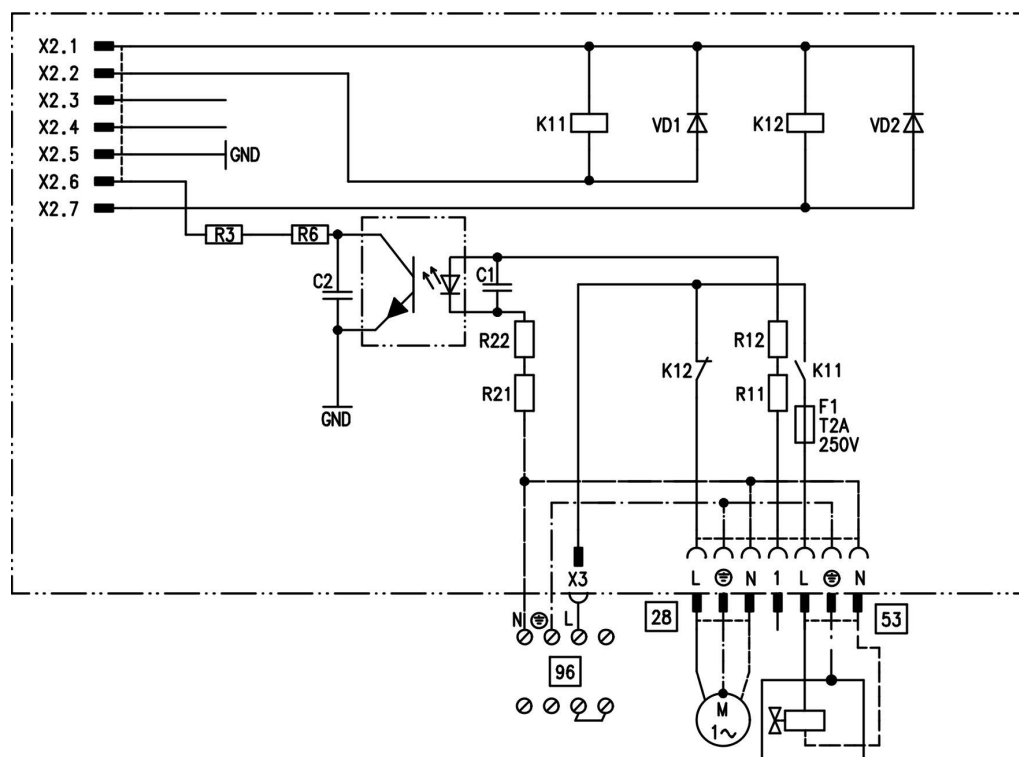 X2.1
X2.2
X2.3
X2.4
X2.5
X2.6
X2.7
GND
K11
VD1
K12
VD2
R3
R6
C2
C1
GND
R22
R21
R12
R11
K12
K11
F1
T2A
250V
X3
L
N
1
L
N
N
L
28
53
96
M
1~